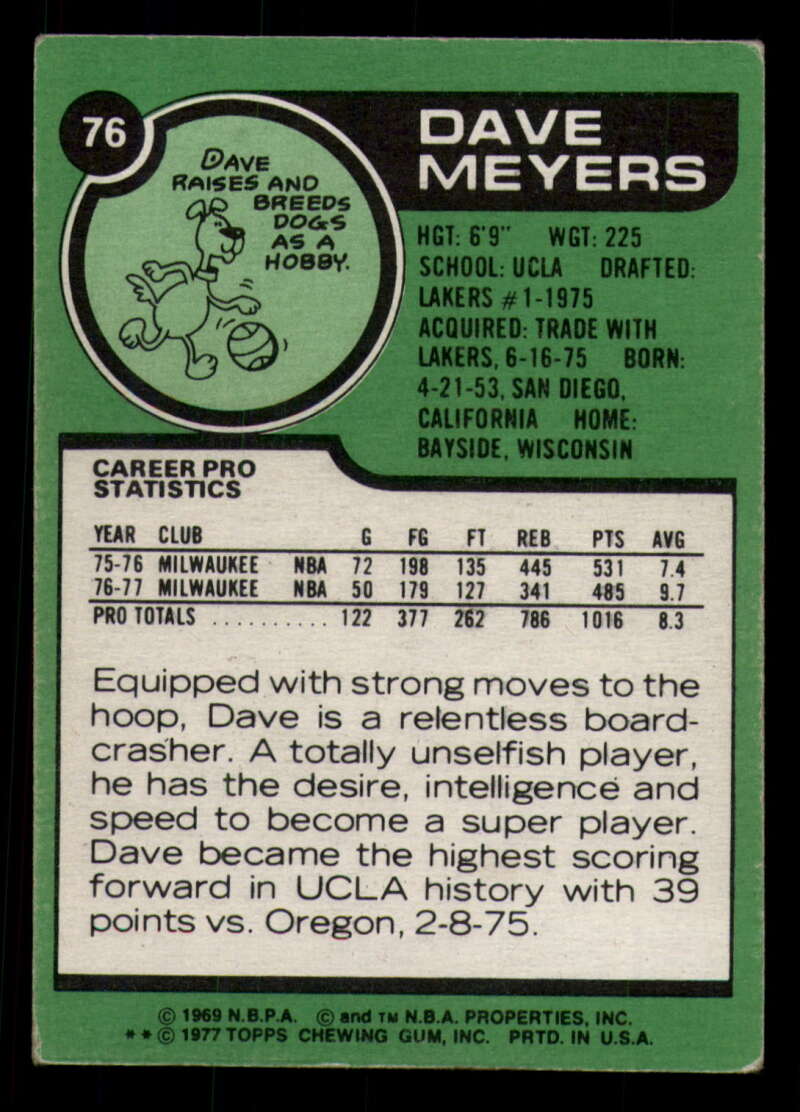 76
DAVE
MEYERS
DAVE
RAISES AND
BREEDS
DOGS
AS A
HOBBY.
HGT: 6'9" WGT: 225
SCHOOL: UCLA DRAFTED:
LAKERS #1-1975
ACQUIRED: TRADE WITH
LAKERS, 6-16-75 BORN:
4-21-53, SAN DIEGO,
CALIFORNIA HOME:
BAYSIDE, WISCONSIN
CAREER PRO
STATISTICS
YEAR CLUB G FG FT REB PTS AVG
75-76 MILWAUKEE NBA 72 198 135 445 531 7.4
76-77 MILWAUKEE NBA 50 179 127 341 485 9.7
PRO TOTALS .......... 122 377 262 786 1016 8.3
Equipped with strong moves to the
hoop, Dave is a relentless board-
crasher. A totally unselfish player,
he has the desire, intelligence and
speed to become a super player.
Dave became the highest scoring
forward in UCLA history with 39
points vs. Oregon, 2-8-75.
© 1969 N.B.P.A. © and TM N.B.A. PROPERTIES, INC.
**© 1977 TOPPS CHEWING GUM, INC. PRTD. IN U.S.A.